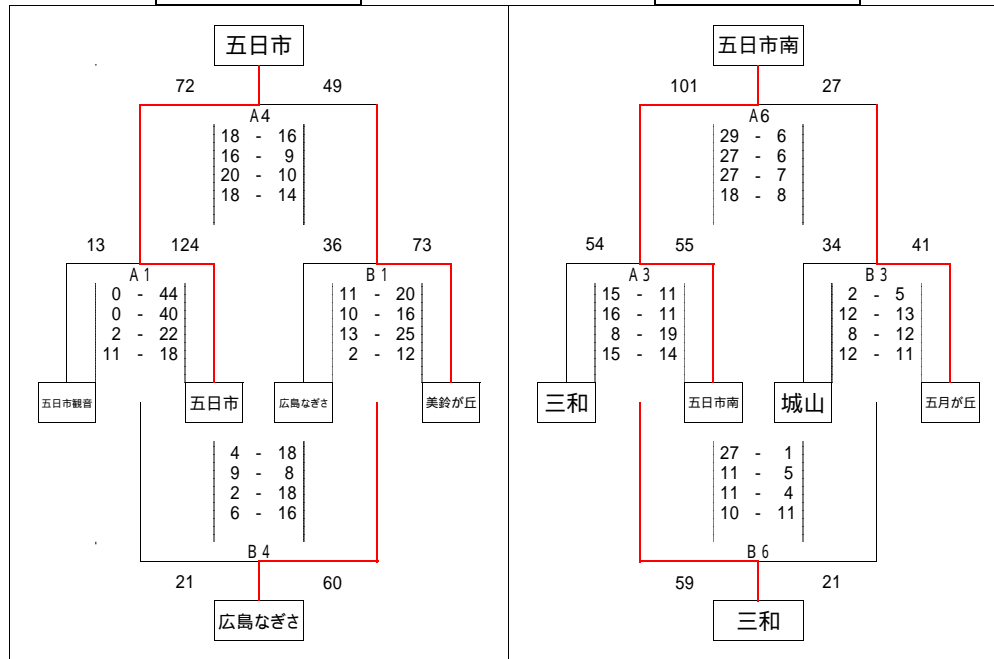 五日市
72 49
A4
18 - 16
16 - 9
20 - 10
18 - 14
13 124
A1
0 - 44
0 - 40
2 - 22
11 - 18
36 73
B1
11 - 20
10 - 16
13 - 25
2 - 12
五日市観音 五日市 広島なぎさ 美鈴が丘
4 - 18
9 - 8
2 - 18
6 - 16
B4
21 60
広島なぎさ
五日市南
101 27
A6
29 - 6
27 - 6
27 - 7
18 - 8
54 55
A3
15 - 11
16 - 11
8 - 19
15 - 14
34 41
B3
2 - 5
12 - 13
8 - 12
12 - 11
三和 五日市南 城山 五月が丘
27 - 1
11 - 5
11 - 4
10 - 11
B6
59 21
三和